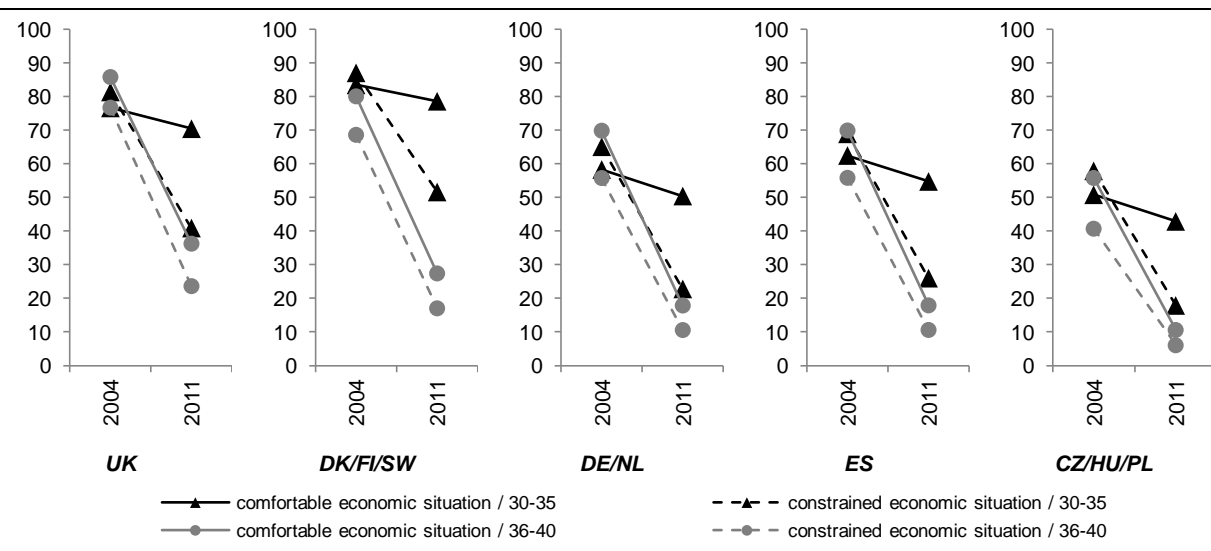 100 100 100 100 100
90 90 90 90 90
80 80 80 80 80
70 70 70 70 70
60 60 60 60 60
50 50 50 50 50
40 40 40 40 40
30 30 30 30 30
20 20 20 20 20
10 10 10 10 10
0 0 0 0 0
2004 2011 2004 2011 2004 2011 2004 2011 2004 2011
UK DK/FI/SW DE/NL ES CZ/HU/PL
comfortable economic situation / 30-35 constrained economic situation / 30-35
comfortable economic situation / 36-40 constrained economic situation / 36-40